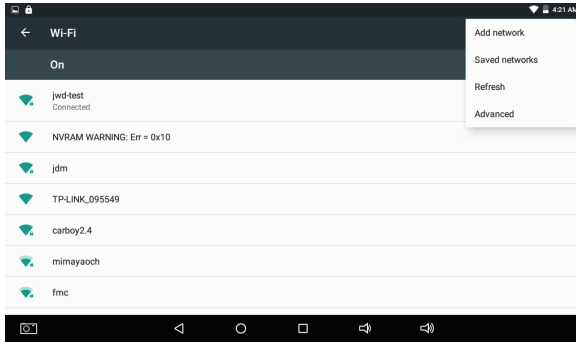 4:21 AM
Wi-Fi
On
Add network
Saved networks
Refresh
Advanced
jwd-test
Connected
NVRAM WARNING: Err = 0x10
jdm
TP-LINK_095549
carboy2.4
mimayaoch
fmc